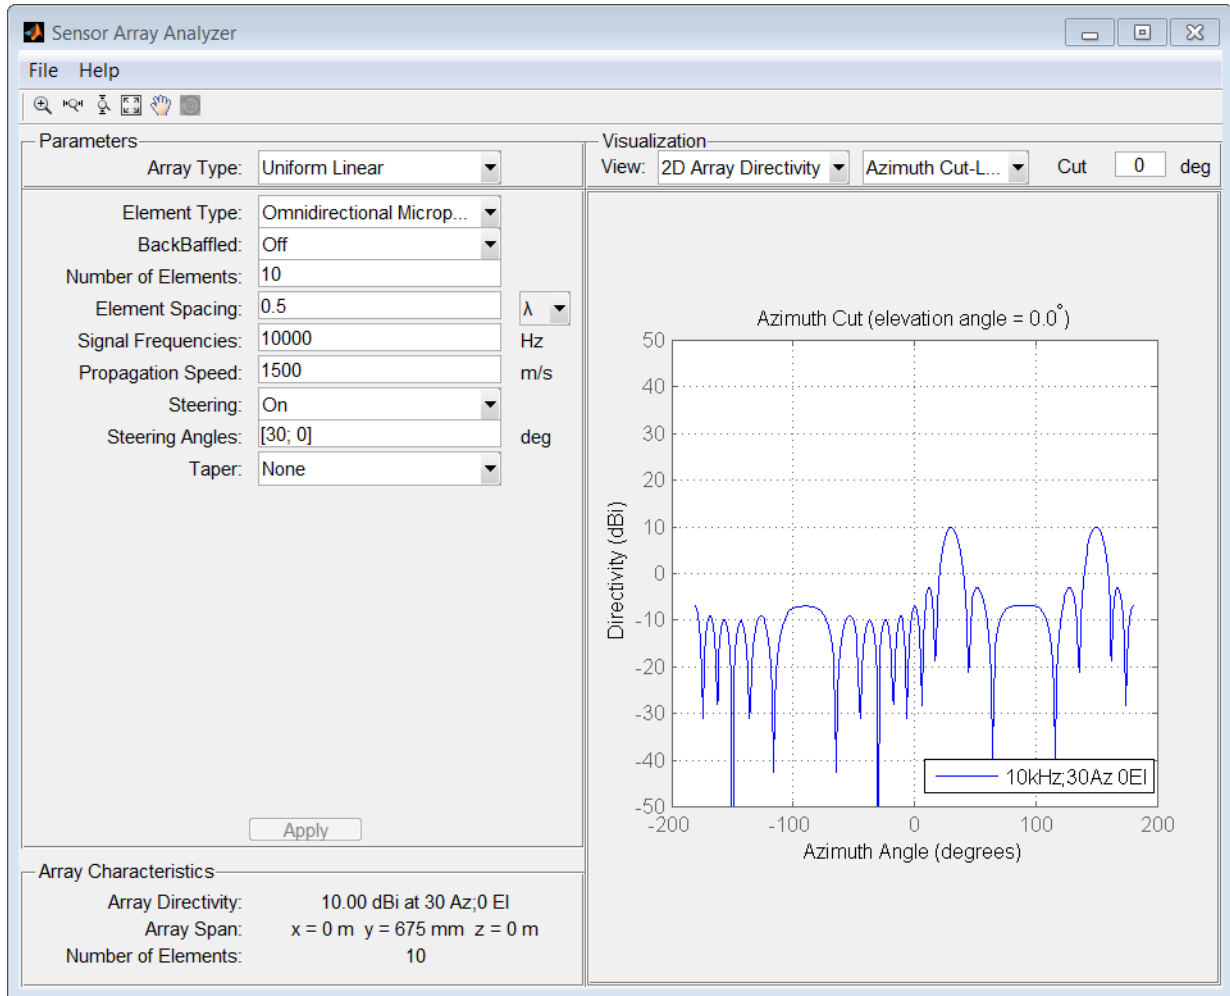 Sensor Array Analyzer
File Help
Parameters
Array Type: Uniform Linear
Element Type: Omnidirectional Microp...
BackBaffled: Off
Number of Elements: 10
Element Spacing: 0.5 λ
Signal Frequencies: 10000 Hz
Propagation Speed: 1500 m/s
Steering: On
Steering Angles: [30; 0] deg
Taper: None
Apply
Array Characteristics
Array Directivity: 10.00 dBi at 30 Az;0 El
Array Span: x = 0 m y = 675 mm z = 0 m
Number of Elements: 10
Visualization
View: 2D Array Directivity Azimuth Cut-L... Cut 0 deg
Azimuth Cut (elevation angle = 0.0°)
Directivity (dBi)
50
40
30
20
10
0
-10
-20
-30
-40
-50
10kHz;30Az 0El
-200 -100 0 100 200
Azimuth Angle (degrees)